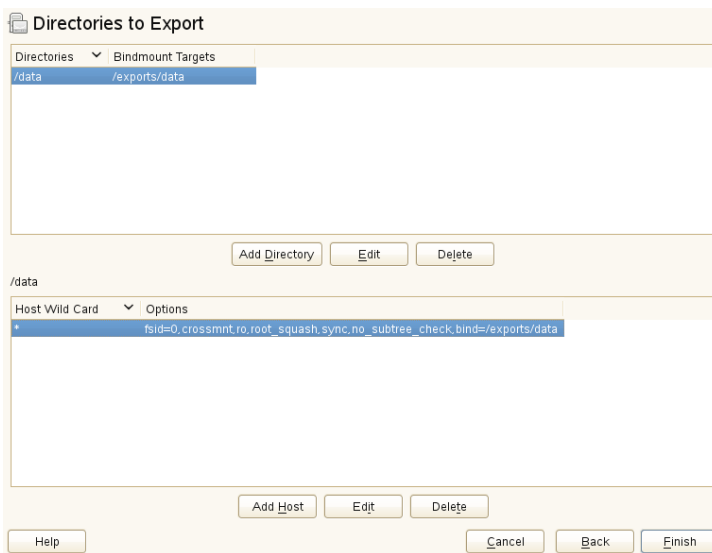 Directories to Export
Directories Bindmount Targets
/data /exports/data
Add Directory Edit Delete
/data
Host Wild Card Options
* fsid=0,crossmnt,ro,root_squash,sync,no_subtree_check,bind=/exports/data
Add Host Edit Delete
Help Cancel Back Finish